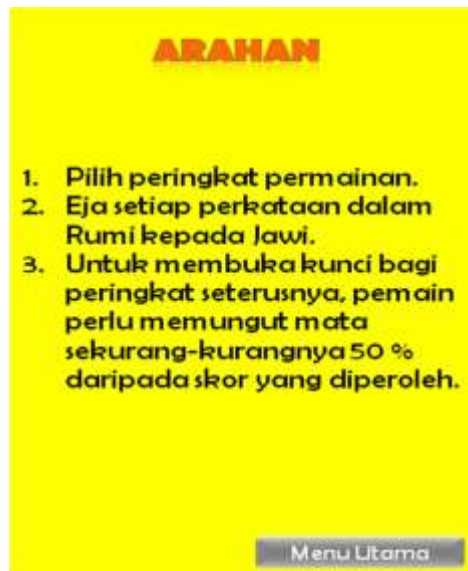 ARAHAN
1. Pilih peringkat permainan.
2. Eja setiap perkataan dalam
Rumi kepada Jawi.
3. Untuk membuka kunci bagi
peringkat seterusnya, pemain
perlu memungut mata
sekurang-kurangnya 50 %
daripada skor yang diperoleh.
Menu Utama